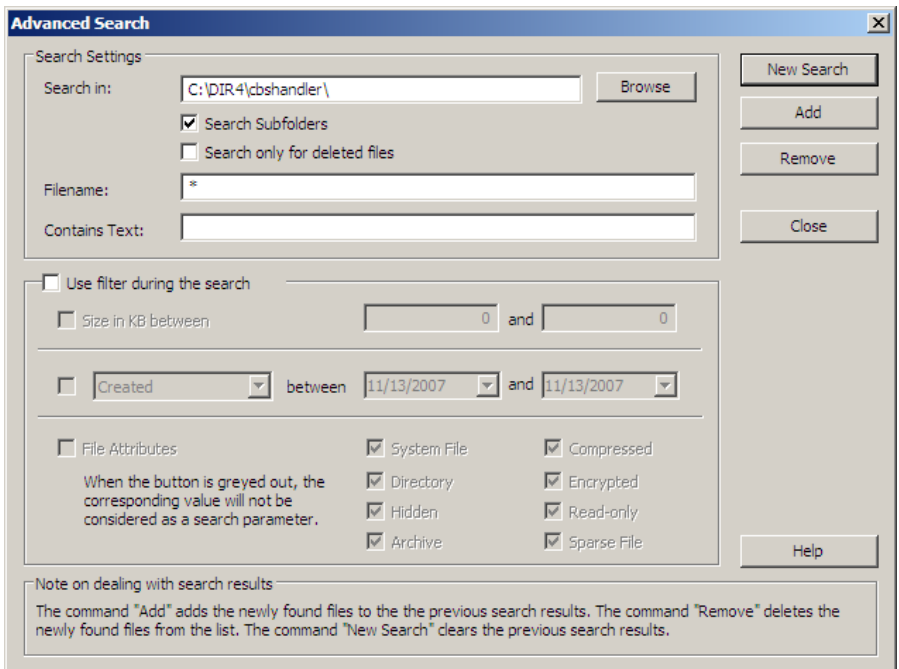 Advanced Search
Search Settings
Search in: C:\DIR4\cbshandler\ Browse
Search Subfolders
Search only for deleted files
Filename: *
Contains Text:
New Search
Add
Remove
Close
Use filter during the search
Size in KB between 0 and 0
Created between 11/13/2007 and 11/13/2007
File Attributes System File Compressed
When the button is greyed out, the
corresponding value will not be
considered as a search parameter.
Directory Encrypted
Hidden Read-only
Archive Sparse File
Help
Note on dealing with search results
The command "Add" adds the newly found files to the the previous search results. The command "Remove" deletes the
newly found files from the list. The command "New Search" clears the previous search results.